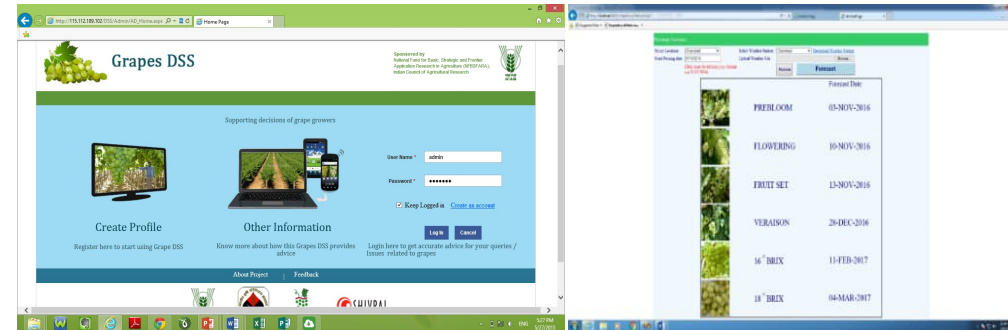 http://115.112.189.102/DSS/Admin/AD_Home.aspx
Home Page
Grapes DSS
Sponsored by
National Fund for Basic, Strategic and Frontier
Application Research in Agriculture (NFBSFARA),
Indian Council of Agricultural Research
Supporting decisions of grape growers
User Name *
admin
Password *
Keep Logged in Create an account
Log In Cancel
Create Profile
Register here to start using Grape DSS
Other Information
Know more about how this Grapes DSS provides
advice
Login here to get accurate advice for your queries /
Issues related to grapes
About Project | Feedback
SHIVRAI
ENG
5:27 PM
Forecast
Forecast Date
PREBLOOM 03-NOV-2016
FLOWERING 10-NOV-2016
FRUIT SET 13-NOV-2016
VERAISON 26-DEC-2016
16 ° BRIX 11-FEB-2017
18 ° BRIX 04-MAR-2017